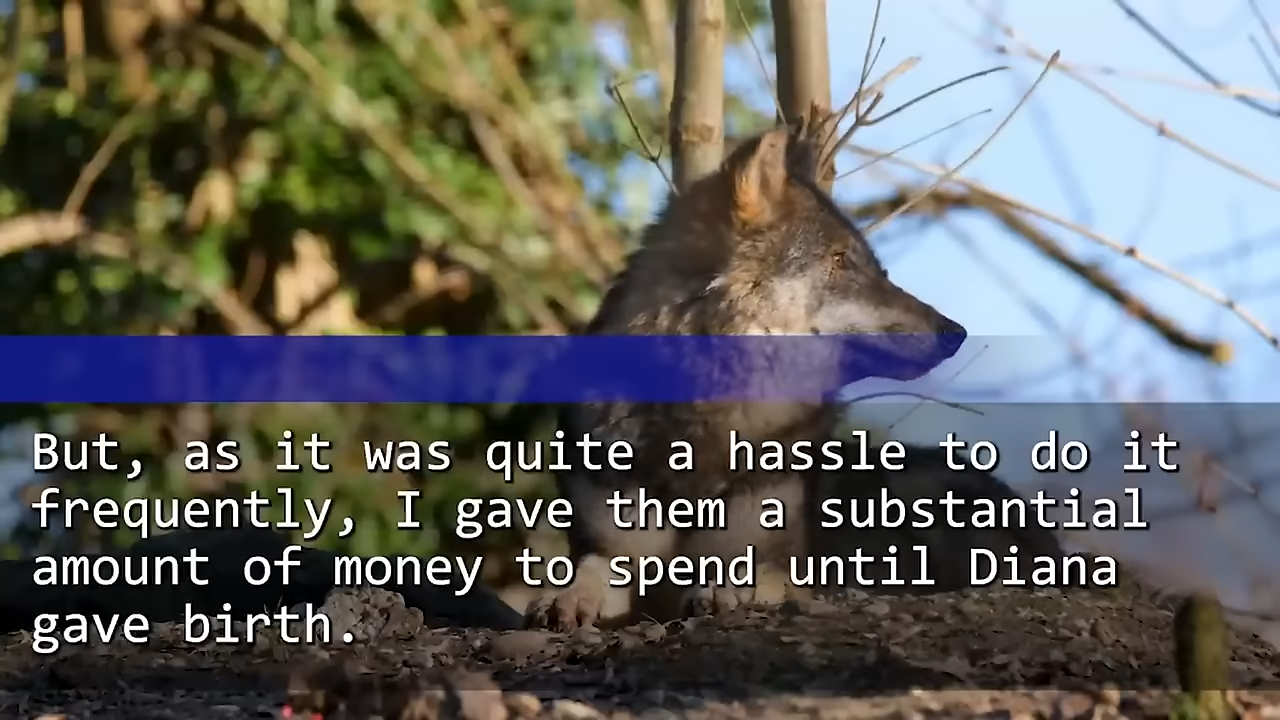 But, as it was quite a hassle to do it
frequently, I gave them a substantial
amount of money to spend until Diana
gave birth.